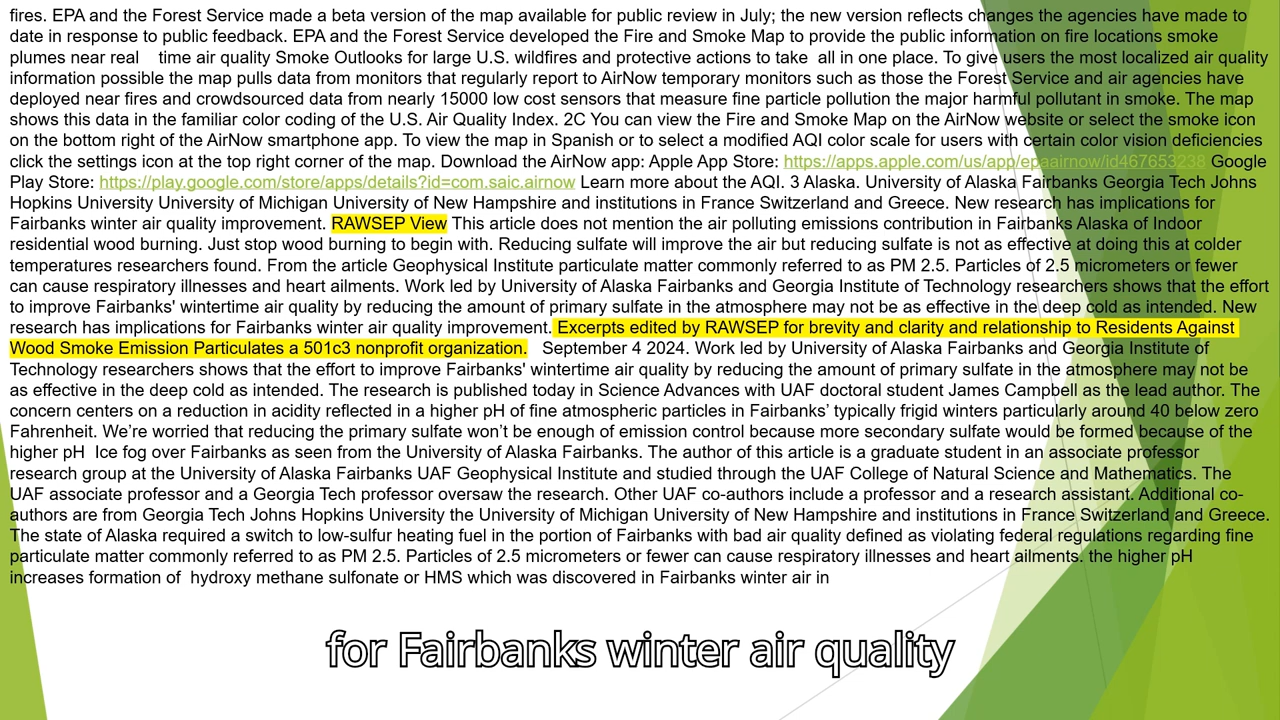 fires. EPA and the Forest Service made a beta version of the map available for public review in July; the new version reflects changes the agencies have made to
date in response to public feedback. EPA and the Forest Service developed the Fire and Smoke Map to provide the public information on fire locations smoke
plumes near real    time air quality Smoke Outlooks for large U.S. wildfires and protective actions to take  all in one place. To give users the most localized air quality
information possible the map pulls data from monitors that regularly report to AirNow temporary monitors such as those the Forest Service and air agencies have
deployed near fires and crowdsourced data from nearly 15000 low cost sensors that measure fine particle pollution the major harmful pollutant in smoke. The map
shows this data in the familiar color coding of the U.S. Air Quality Index. 2C You can view the Fire and Smoke Map on the AirNow website or select the smoke icon
on the bottom right of the AirNow smartphone app. To view the map in Spanish or to select a modified AQI color scale for users with certain color vision deficiencies
click the settings icon at the top right corner of the map. Download the AirNow app: Apple App Store: https://apps.apple.com/us/app/epaairnow/id467653238 Google
Play Store: https://play.google.com/store/apps/details?id=com.saic.airnow Learn more about the AQI. 3 Alaska. University of Alaska Fairbanks Georgia Tech Johns
Hopkins University University of Michigan University of New Hampshire and institutions in France Switzerland and Greece. New research has implications for
Fairbanks winter air quality improvement. RAWSEP View This article does not mention the air polluting emissions contribution in Fairbanks Alaska of Indoor
residential wood burning. Just stop wood burning to begin with. Reducing sulfate will improve the air but reducing sulfate is not as effective at doing this at colder
temperatures researchers found. From the article Geophysical Institute particulate matter commonly referred to as PM 2.5. Particles of 2.5 micrometers or fewer
can cause respiratory illnesses and heart ailments. Work led by University of Alaska Fairbanks and Georgia Institute of Technology researchers shows that the effort
to improve Fairbanks' wintertime air quality by reducing the amount of primary sulfate in the atmosphere may not be as effective in the deep cold as intended. New
research has implications for Fairbanks winter air quality improvement. Excerpts edited by RAWSEP for brevity and clarity and relationship to Residents Against
Wood Smoke Emission Particulates a 501c3 nonprofit organization.   September 4 2024. Work led by University of Alaska Fairbanks and Georgia Institute of
Technology researchers shows that the effort to improve Fairbanks' wintertime air quality by reducing the amount of primary sulfate in the atmosphere may not be
as effective in the deep cold as intended. The research is published today in Science Advances with UAF doctoral student James Campbell as the lead author. The
concern centers on a reduction in acidity reflected in a higher pH of fine atmospheric particles in Fairbanks’ typically frigid winters particularly around 40 below zero
Fahrenheit. We’re worried that reducing the primary sulfate won’t be enough of emission control because more secondary sulfate would be formed because of the
higher pH  Ice fog over Fairbanks as seen from the University of Alaska Fairbanks. The author of this article is a graduate student in an associate professor
research group at the University of Alaska Fairbanks UAF Geophysical Institute and studied through the UAF College of Natural Science and Mathematics. The
UAF associate professor and a Georgia Tech professor oversaw the research. Other UAF co-authors include a professor and a research assistant. Additional co-
authors are from Georgia Tech Johns Hopkins University the University of Michigan University of New Hampshire and institutions in France Switzerland and Greece.
The state of Alaska required a switch to low-sulfur heating fuel in the portion of Fairbanks with bad air quality defined as violating federal regulations regarding fine
particulate matter commonly referred to as PM 2.5. Particles of 2.5 micrometers or fewer can cause respiratory illnesses and heart ailments. the higher pH
increases formation of  hydroxy methane sulfonate or HMS which was discovered in Fairbanks winter air in
for Fairbanks winter air quality